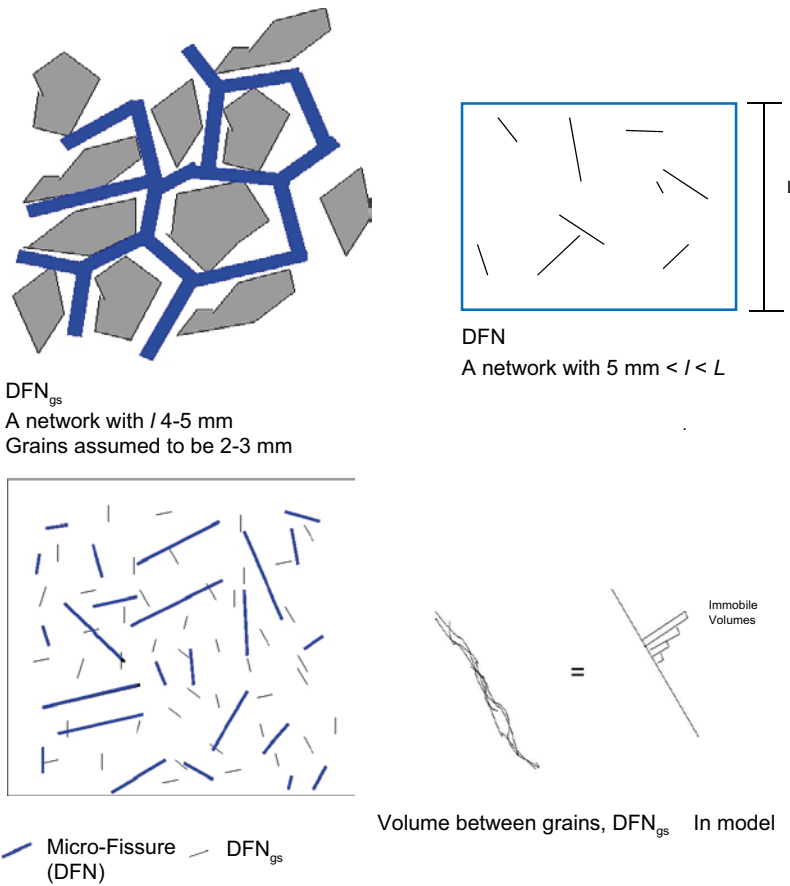 DFN
A network with 5 mm < l < L
DFNgs
A network with l 4-5 mm
Grains assumed to be 2-3 mm
Immobile
Volumes
=
Volume between grains, DFNgs In model
Micro-Fissure
(DFN)
DFNgs